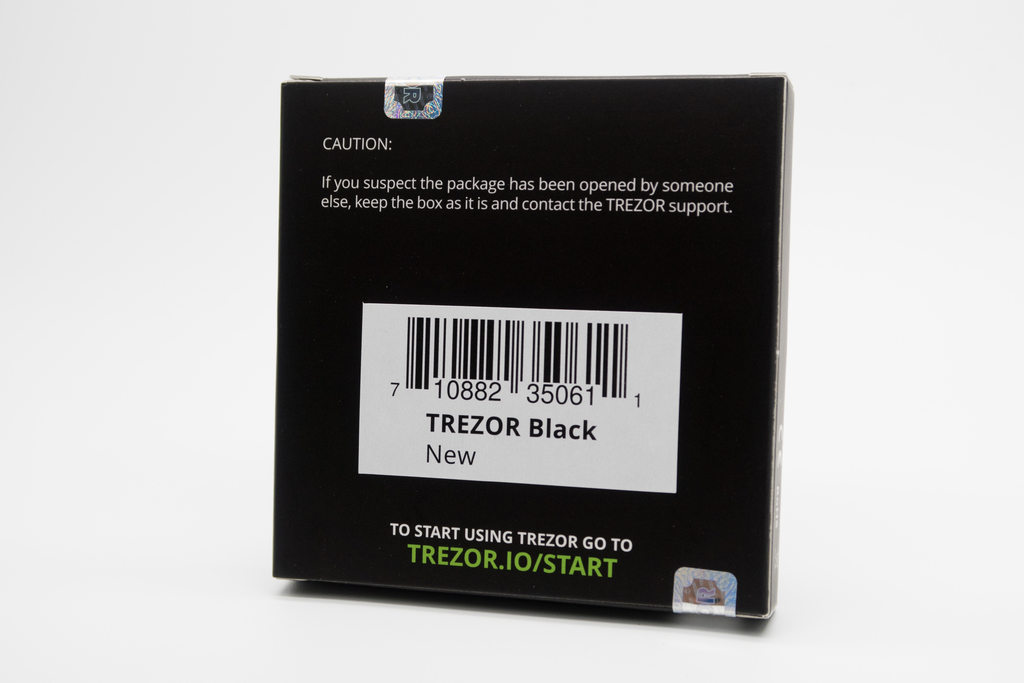 OR
CAUTION:
If you suspect the package has been opened by someone
else, keep the box as it is and contact the TREZOR support.
7 10882 35061 1
TREZOR Black
New
TO START USING TREZOR GO TO
TREZOR.IO/START
OR